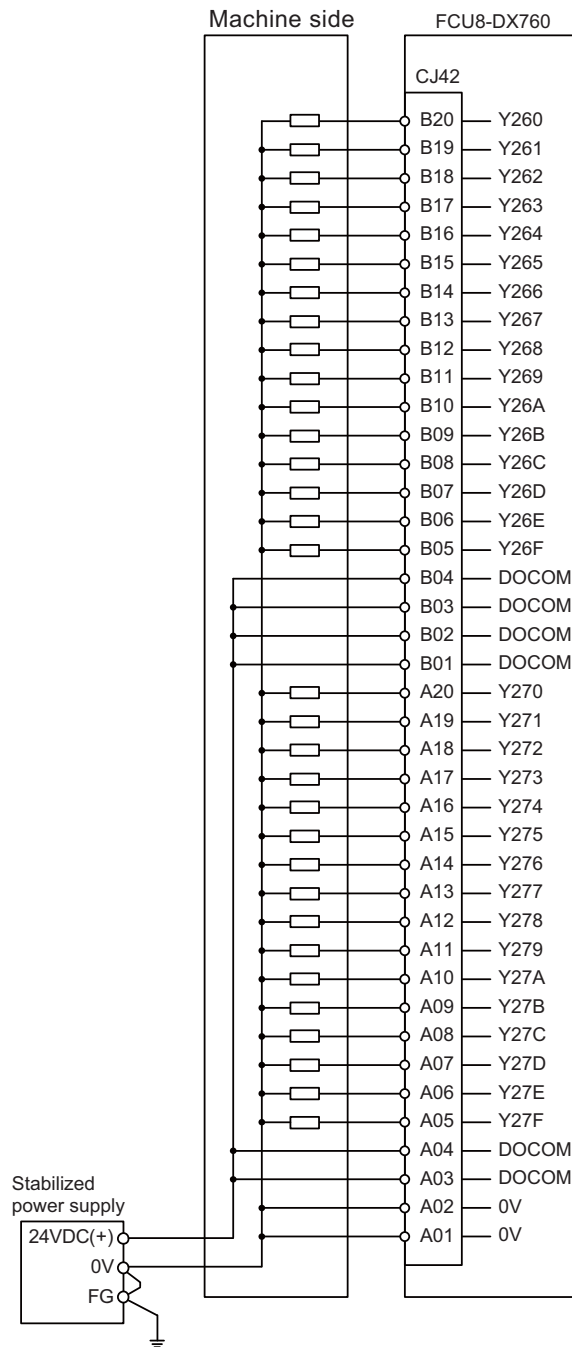 Machine side
FCU8-DX760
CJ42
B20 Y260
B19 Y261
B18 Y262
B17 Y263
B16 Y264
B15 Y265
B14 Y266
B13 Y267
B12 Y268
B11 Y269
B10 Y26A
B09 Y26B
B08 Y26C
B07 Y26D
B06 Y26E
B05 Y26F
B04 DOCOM
B03 DOCOM
B02 DOCOM
B01 DOCOM
A20 Y270
A19 Y271
A18 Y272
A17 Y273
A16 Y274
A15 Y275
A14 Y276
A13 Y277
A12 Y278
A11 Y279
A10 Y27A
A09 Y27B
A08 Y27C
A07 Y27D
A06 Y27E
A05 Y27F
A04 DOCOM
A03 DOCOM
A02 0V
A01 0V
Stabilized
power supply
24VDC(+)
0V
FG